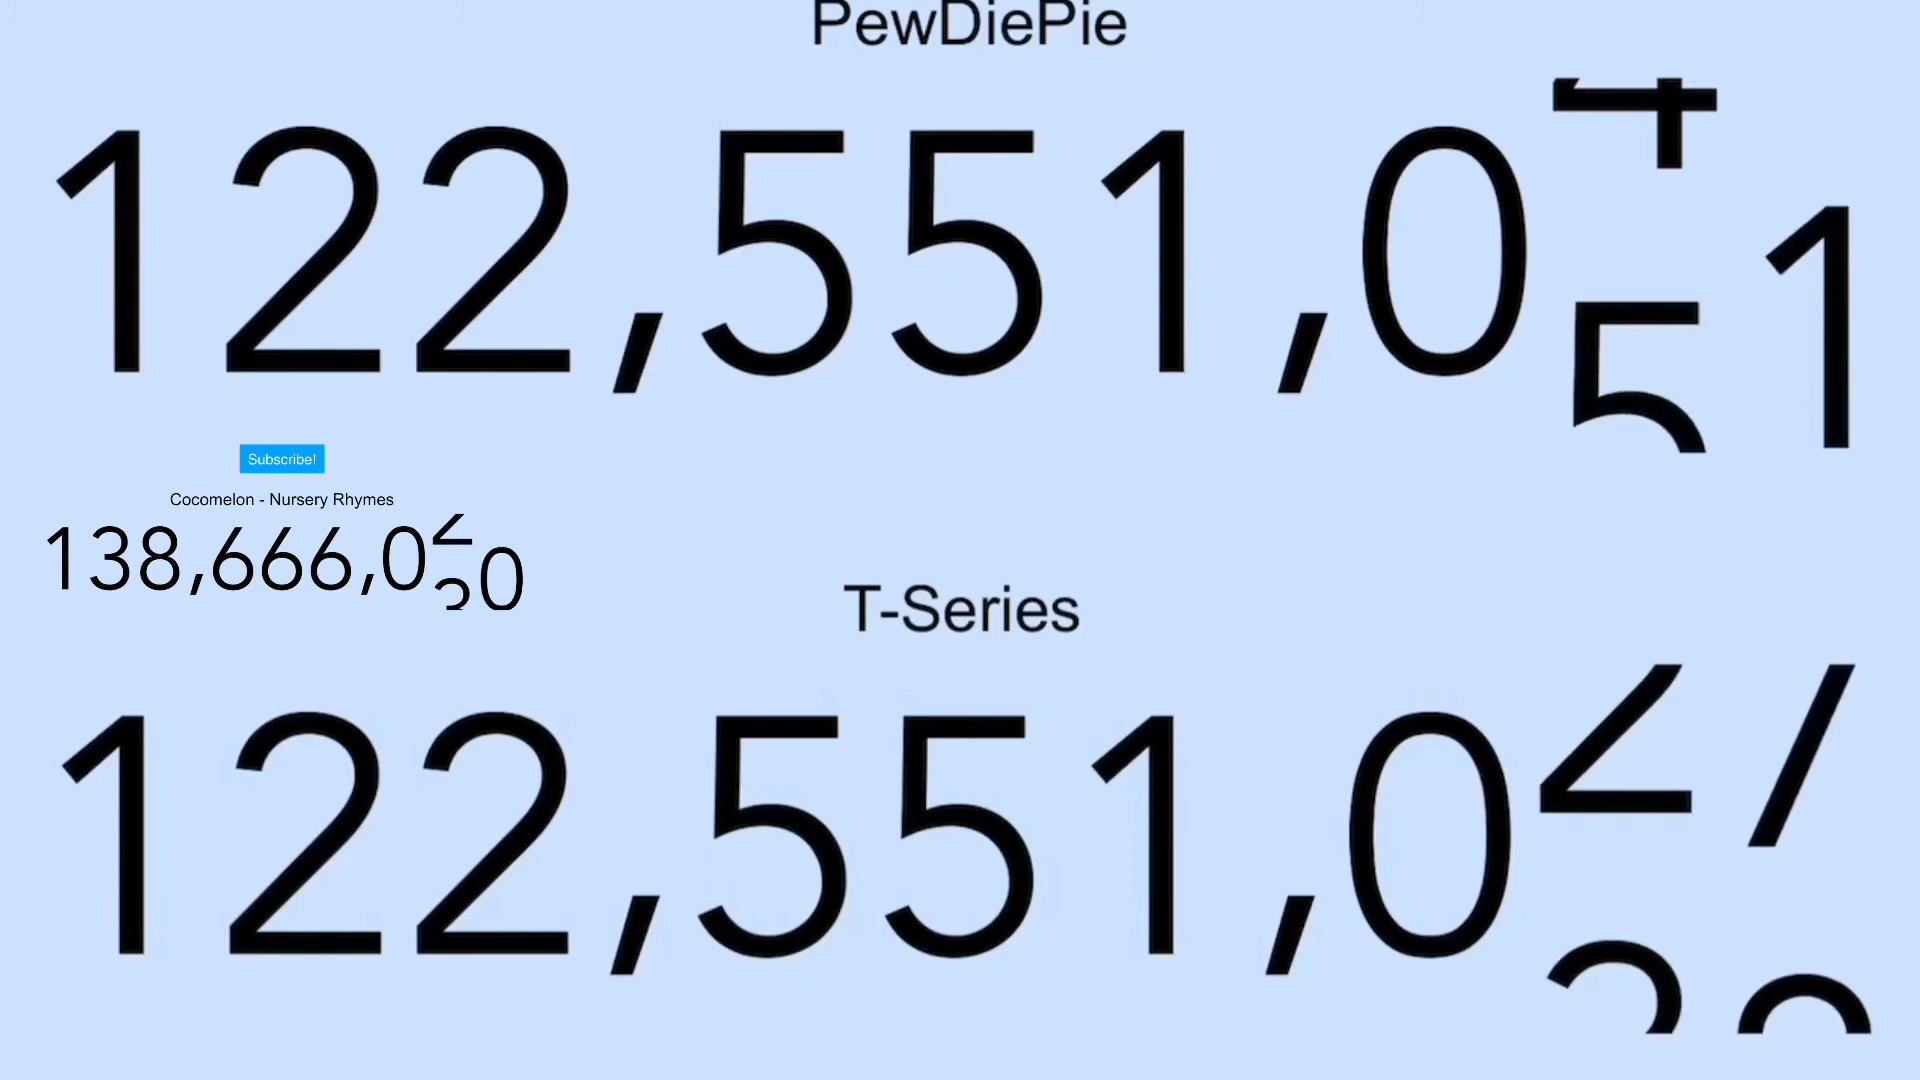 PewDiePie
122,551,0
Subscribe!
Cocomelon - Nursery Rhymes
138,666,0
T-Series
122,551,0